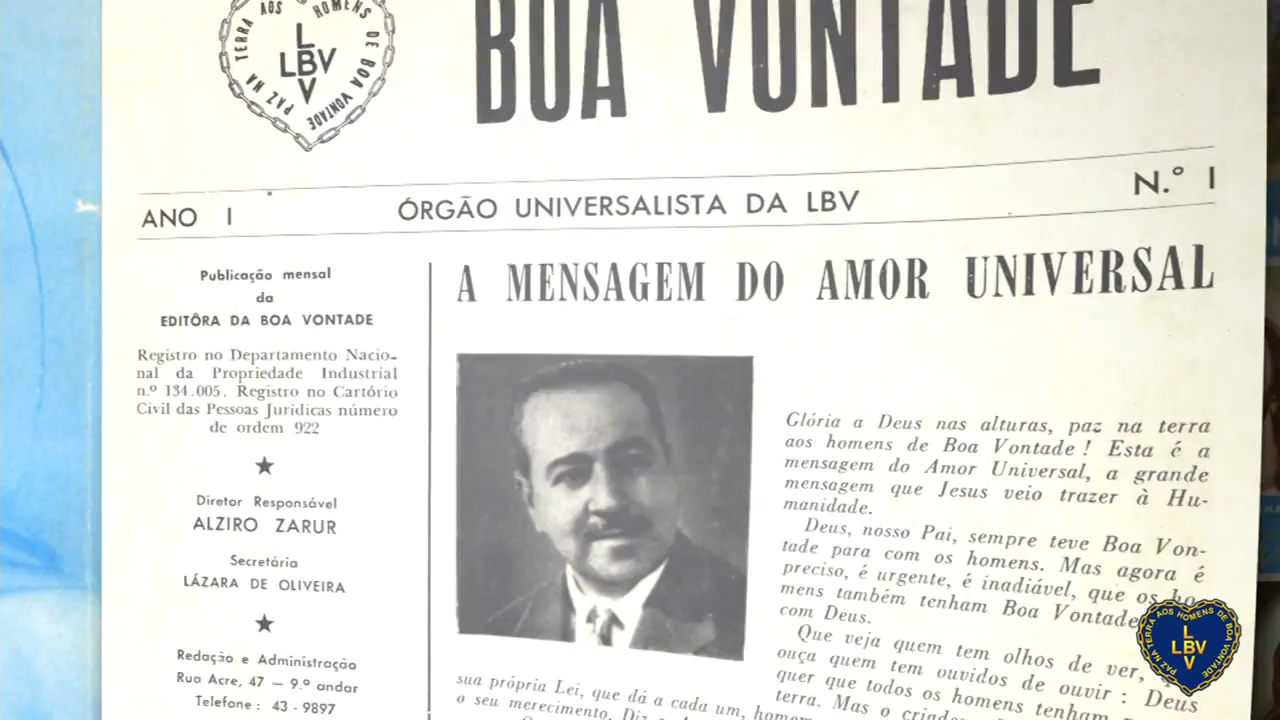 PAZ NA TERRA AOS HOMENS DE BOA VONTADE
L
LBV
V
BOA VONTADE
ANO I
ÓRGÃO UNIVERSALISTA DA LBV
N.º I
Publicação mensal
da
EDITÔRA DA BOA VONTADE
Registro no Departamento Nacio-
nal da Propriedade Industrial
n.º 134.005. Registro no Cartório
Civil das Pessoas Jurídicas número
de ordem 922
Diretor Responsável
ALZIRO ZARUR
Secretária
LÁZARA DE OLIVEIRA
Redação e Administração
Rua Acre, 47 — 9.º andar
Telefone : 43 - 9897
A MENSAGEM DO AMOR UNIVERSAL
Glória a Deus nas alturas, paz na terra
aos homens de Boa Vontade ! Esta é a
mensagem do Amor Universal, a grande
mensagem que Jesus veio trazer à Hu-
manidade.
Deus, nosso Pai, sempre teve Boa Von-
tade para com os homens. Mas agora é
preciso, é urgente, é inadiável, que os ho-
mens também tenham Boa Vontade
com Deus.
Que veja quem tem olhos de ver,
ouça quem tem ouvidos de ouvir : Deus
quer que todos os homens tenham
terra. Mas o
sua própria Lei, que dá a cada um,
o seu merecimento. Diz
PAZ NA TERRA AOS HOMENS DE BOA VONTADE
L
LBV
V